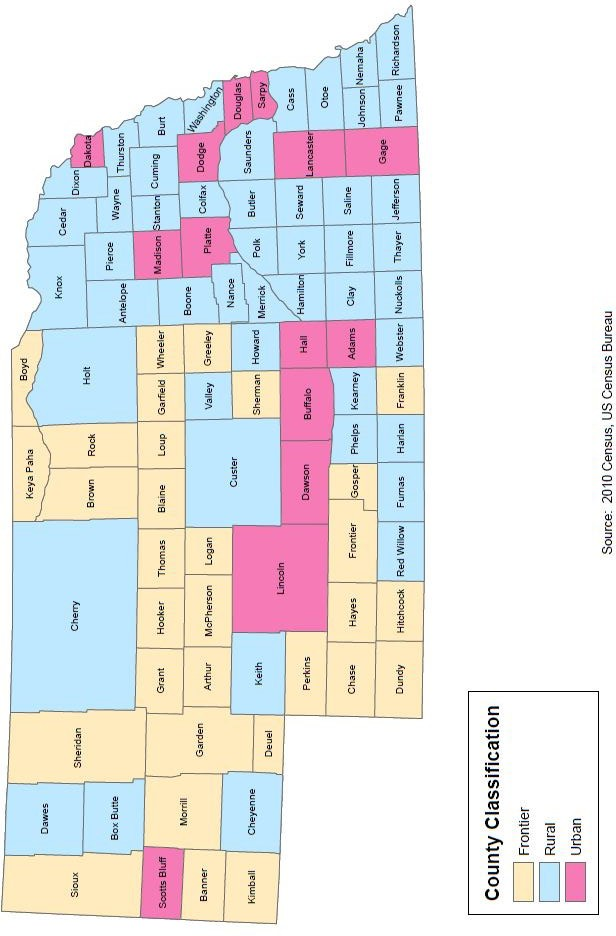 Sioux
Dawes
Box Butte
Scotts Bluff
Banner
Kimball
Morrill
Cheyenne
Sheridan
Garden
Deuel
Cherry
Grant
Hooker
Thomas
Arthur
McPherson
Logan
Keith
Lincoln
Perkins
Chase
Dundy
Hayes
Hitchcock
Frontier
Red Willow
Keya Paha
Brown
Rock
Blaine
Loup
Custer
Dawson
Gosper
Furnas
Boyd
Holt
Garfield
Wheeler
Valley
Greeley
Sherman
Howard
Buffalo
Hall
Phelps
Kearney
Adams
Harlan
Franklin
Webster
Knox
Antelope
Boone
Nance
Merrick
Hamilton
Clay
Nuckolls
Cedar
Pierce
Madison
Platte
Polk
York
Fillmore
Thayer
Dixon
Wayne
Stanton
Colfax
Butler
Seward
Saline
Jefferson
Dakota
Thurston
Cuming
Dodge
Saunders
Lancaster
Gage
Burt
Washington
Douglas
Sarpy
Cass
Otoe
Johnson
Pawnee
Nemaha
Richardson
County Classification
Frontier
Rural
Urban
Source: 2010 Census, US Census Bureau